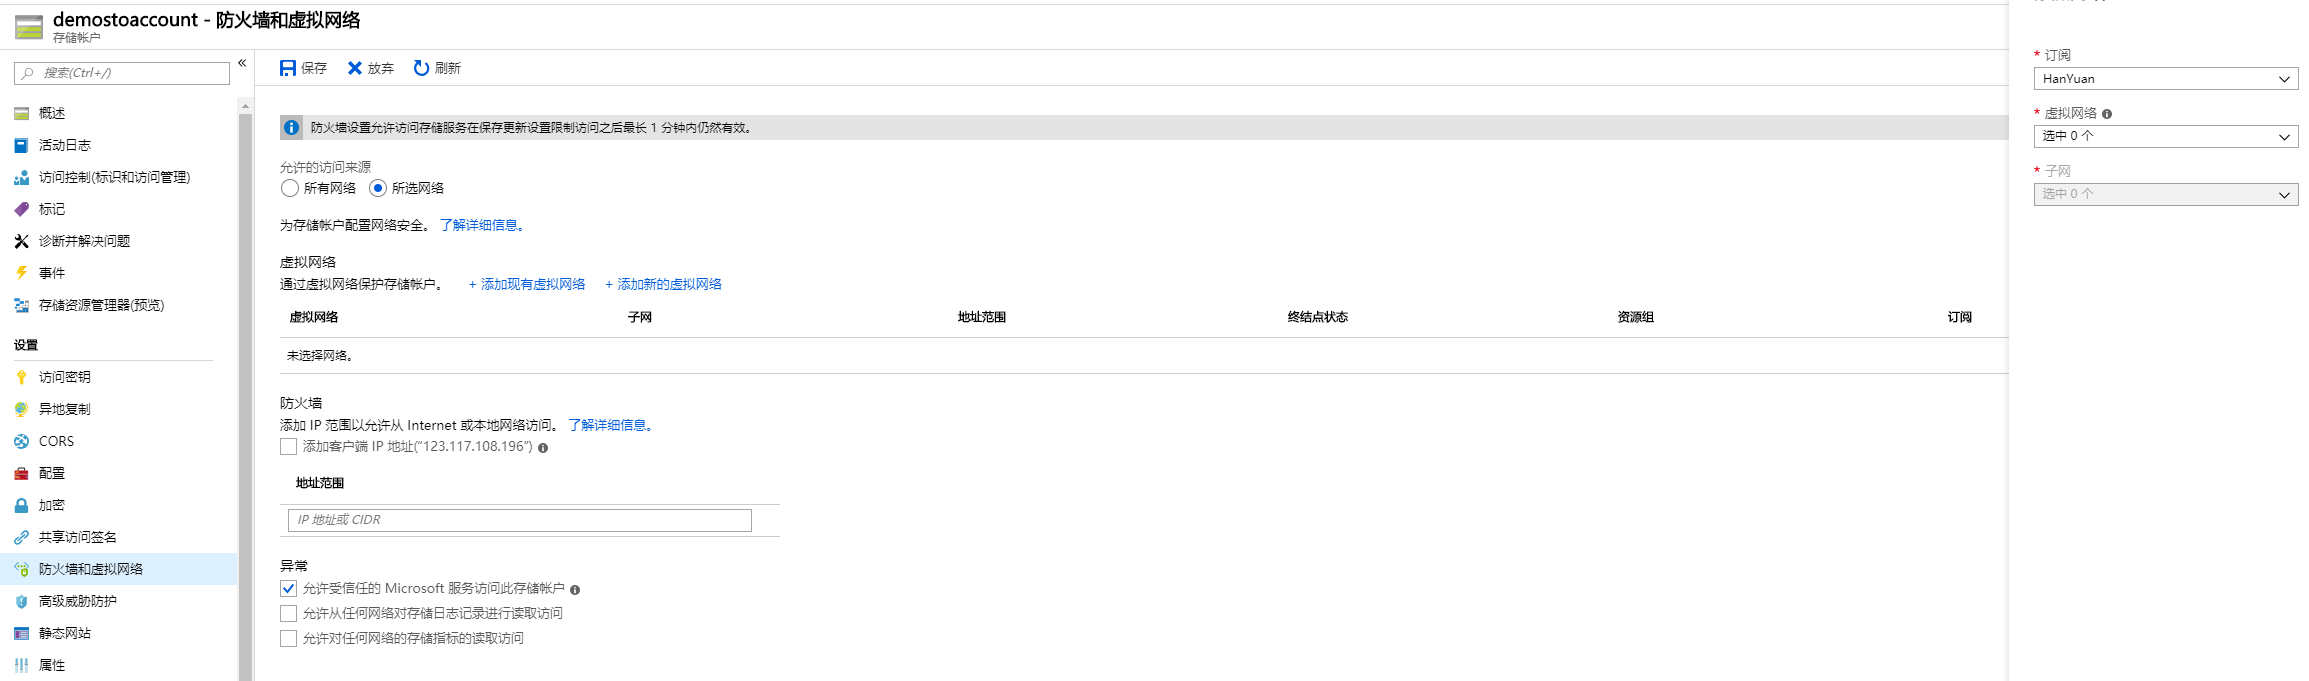 demostoaccount - 防火墙和虚拟网络
存储帐户
搜索(Ctrl+/)
«
概述
活动日志
访问控制(标识和访问管理)
标记
诊断并解决问题
事件
存储资源管理器(预览)
设置
访问密钥
异地复制
CORS
配置
加密
共享访问签名
防火墙和虚拟网络
高级威胁防护
静态网站
属性
保存 放弃 刷新
防火墙设置允许访问存储服务在保存更新设置限制访问之后最长 1 分钟内仍然有效。
允许的访问来源
所有网络 所选网络
为存储帐户配置网络安全。 了解详细信息。
虚拟网络
通过虚拟网络保护存储帐户。 + 添加现有虚拟网络 + 添加新的虚拟网络
虚拟网络 子网 地址范围 终结点状态 资源组 订阅
未选择网络。
防火墙
添加 IP 范围以允许从 Internet 或本地网络访问。 了解详细信息。
添加客户端 IP 地址("123.117.108.196")
地址范围
IP 地址或 CIDR
异常
允许受信任的 Microsoft 服务访问此存储帐户
允许从任何网络对存储日志记录进行读取访问
允许对任何网络的存储指标的读取访问
* 订阅
HanYuan
* 虚拟网络
选中 0 个
* 子网
选中 0 个